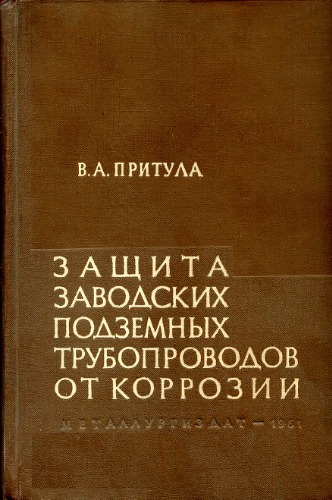 В.А.ПРИТУЛА
ЗАЩИТА
ЗАВОДСКИХ
ПОДЗЕМНЫХ
ТРУБОПРОВОДОВ
ОТ КОРРОЗИИ
МЕТАЛЛУРГИЗДАТ — 1961